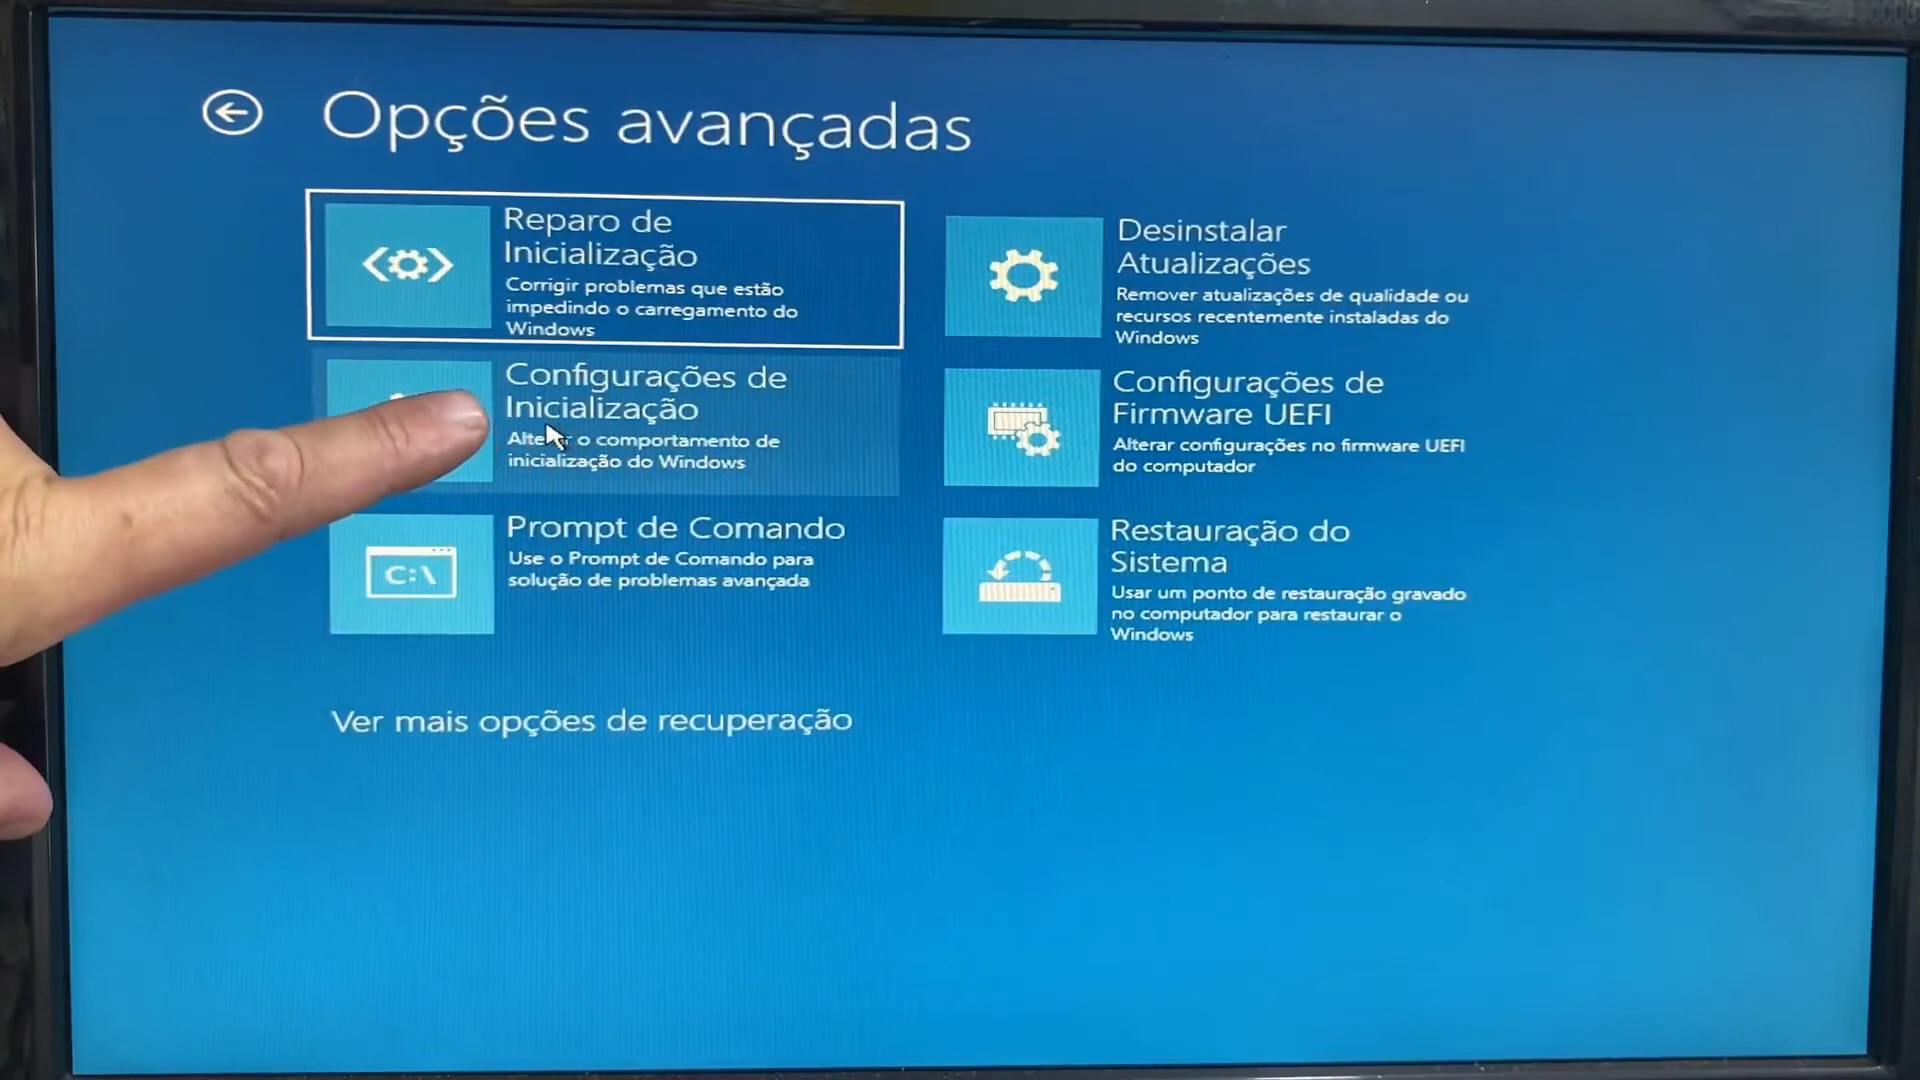 Opções avançadas
Reparo de
Inicialização
Corrigir problemas que estão
impedindo o carregamento do
Windows
Configurações de
Inicialização
Alterar o comportamento de
inicialização do Windows
Prompt de Comando
C:\
Use o Prompt de Comando para
solução de problemas avançada
Desinstalar
Atualizações
Remover atualizações de qualidade ou
recursos recentemente instaladas do
Windows
Configurações de
Firmware UEFI
Alterar configurações no firmware UEFI
do computador
Restauração do
Sistema
Usar um ponto de restauração gravado
no computador para restaurar o
Windows
Ver mais opções de recuperação